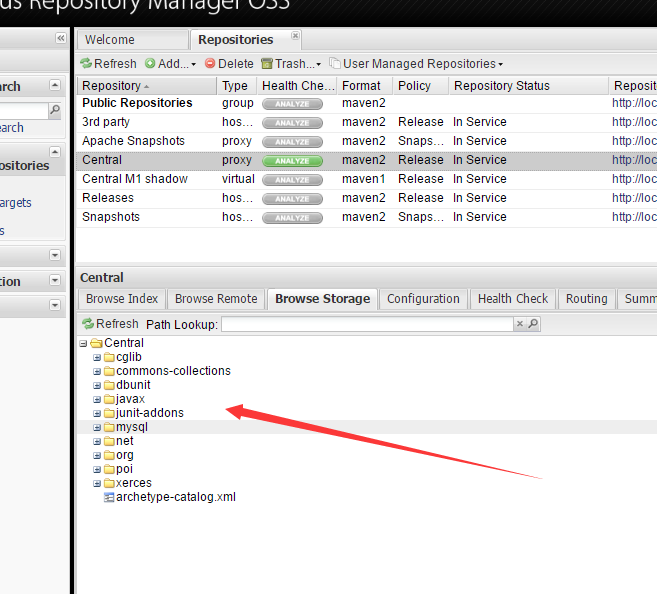 us Repository Manager OSS
Welcome Repositories
Refresh Add... Delete Trash... User Managed Repositories
Repository Type Health Che... Format Policy Repository Status Reposit
Public Repositories group ANALYZE maven2 http://loc
3rd party hos... ANALYZE maven2 Release In Service http://loc
Apache Snapshots proxy ANALYZE maven2 Snaps... In Service http://loc
Central proxy ANALYZE maven2 Release In Service http://loc
Central M1 shadow virtual ANALYZE maven1 Release In Service http://loc
Releases hos... ANALYZE maven2 Release In Service http://loc
Snapshots hos... ANALYZE maven2 Snaps... In Service http://loc
arch
earch
ositories
argets
s
tion
Central
Browse Index Browse Remote Browse Storage Configuration Health Check Routing Summ
Refresh Path Lookup:
Central
cglib
commons-collections
dbunit
javax
junit-addons
mysql
net
org
poi
xerces
archetype-catalog.xml